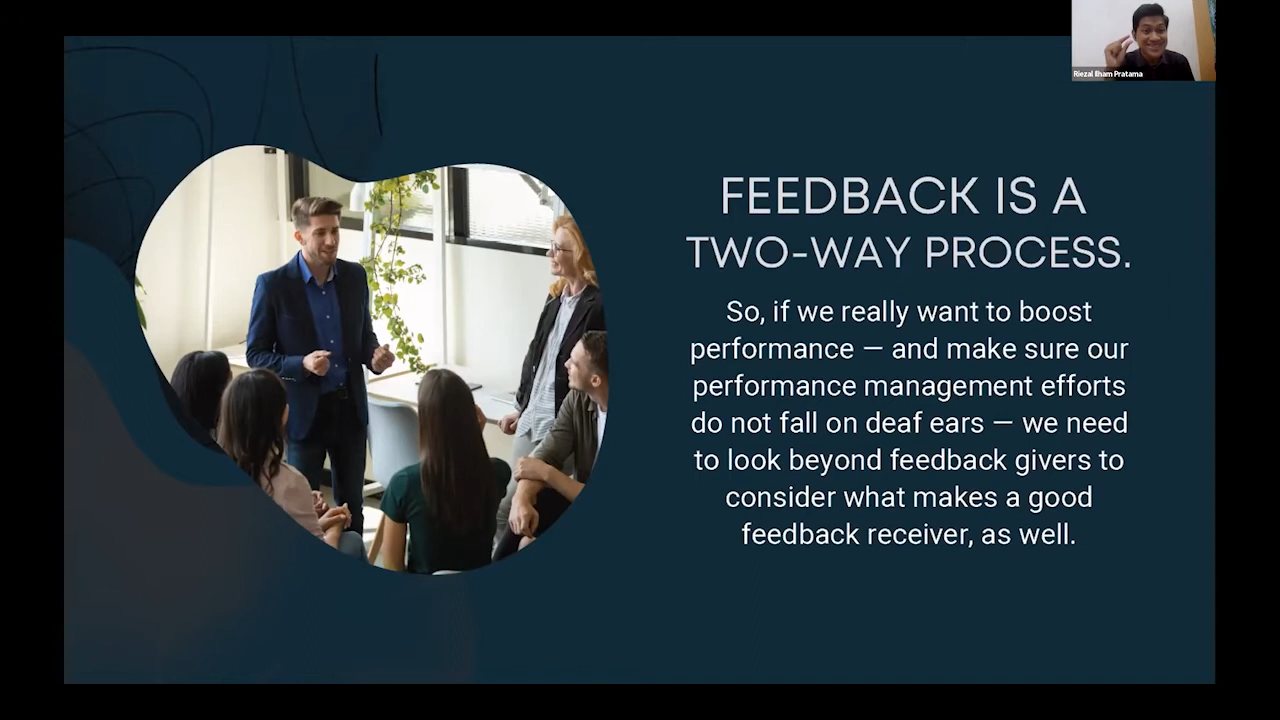 Riezal Ilham Pratama
FEEDBACK IS A
TWO-WAY PROCESS.
So, if we really want to boost
performance — and make sure our
performance management efforts
do not fall on deaf ears — we need
to look beyond feedback givers to
consider what makes a good
feedback receiver, as well.